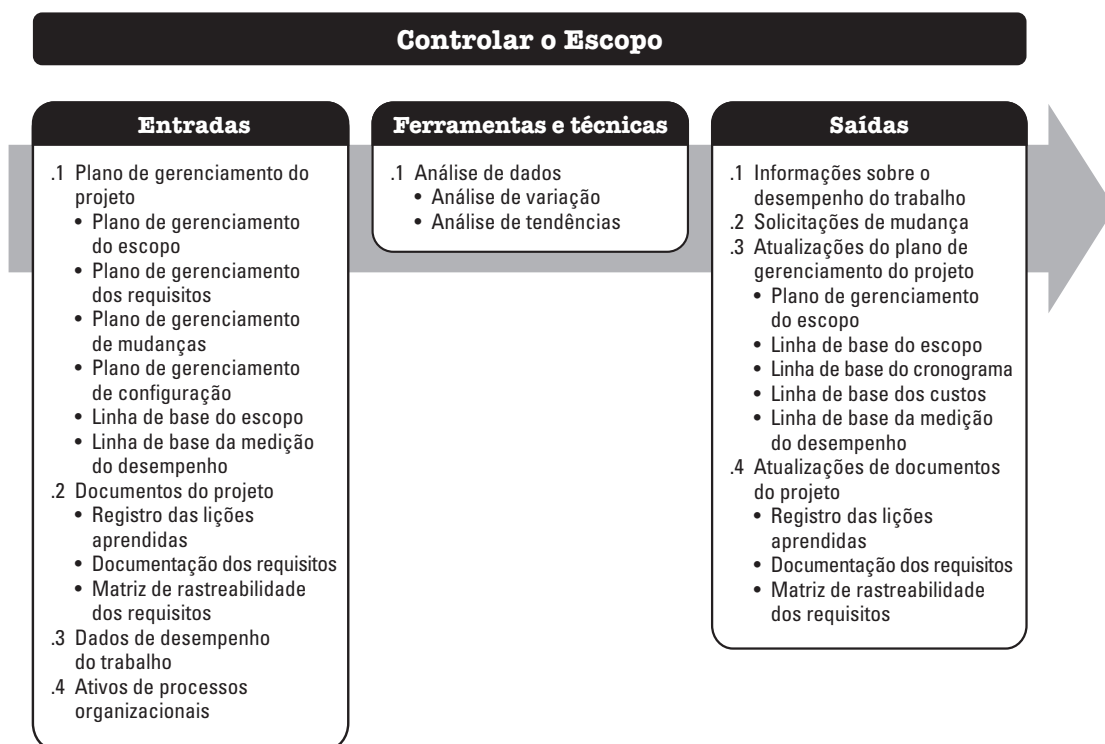 Controlar o Escopo
Entradas
.1 Plano de gerenciamento do
projeto
• Plano de gerenciamento
do escopo
• Plano de gerenciamento
dos requisitos
• Plano de gerenciamento
de mudanças
• Plano de gerenciamento
de configuração
• Linha de base do escopo
• Linha de base da medição
do desempenho
.2 Documentos do projeto
• Registro das lições
aprendidas
• Documentação dos requisitos
• Matriz de rastreabilidade
dos requisitos
.3 Dados de desempenho
do trabalho
.4 Ativos de processos
organizacionais
Ferramentas e técnicas
.1 Análise de dados
• Análise de variação
• Análise de tendências
Saídas
.1 Informações sobre o
desempenho do trabalho
.2 Solicitações de mudança
.3 Atualizações do plano de
gerenciamento do projeto
• Plano de gerenciamento
do escopo
• Linha de base do escopo
• Linha de base do cronograma
• Linha de base dos custos
• Linha de base da medição
do desempenho
.4 Atualizações de documentos
do projeto
• Registro das lições
aprendidas
• Documentação dos requisitos
• Matriz de rastreabilidade
dos requisitos